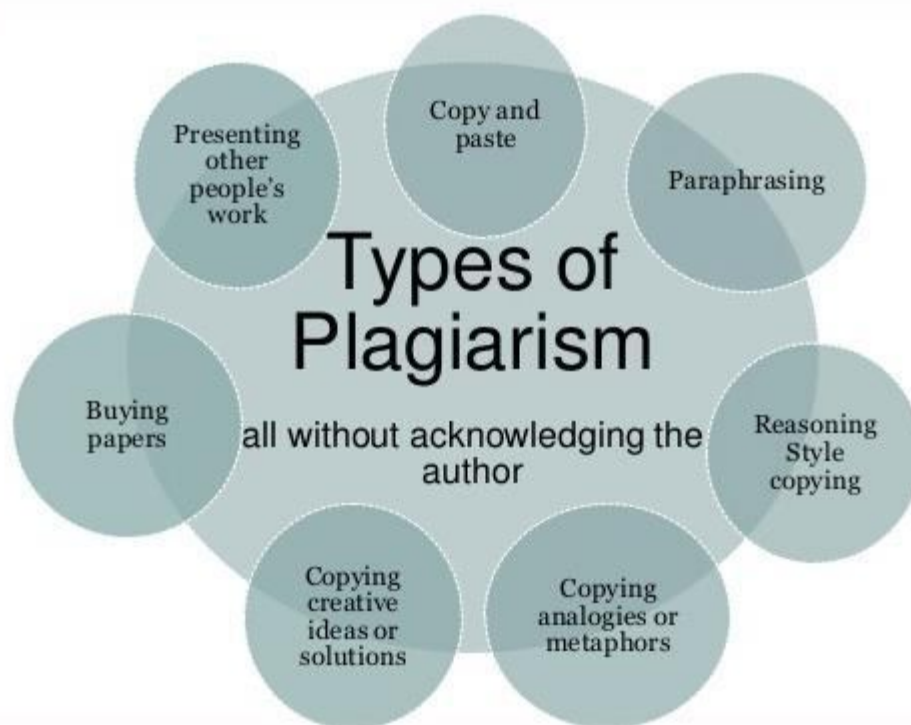 Types of
Plagiarism
all without acknowledging the
author
Copy and
paste
Paraphrasing
Reasoning
Style
copying
Copying
analogies or
metaphors
Copying
creative
ideas or
solutions
Buying
papers
Presenting
other
people's
work